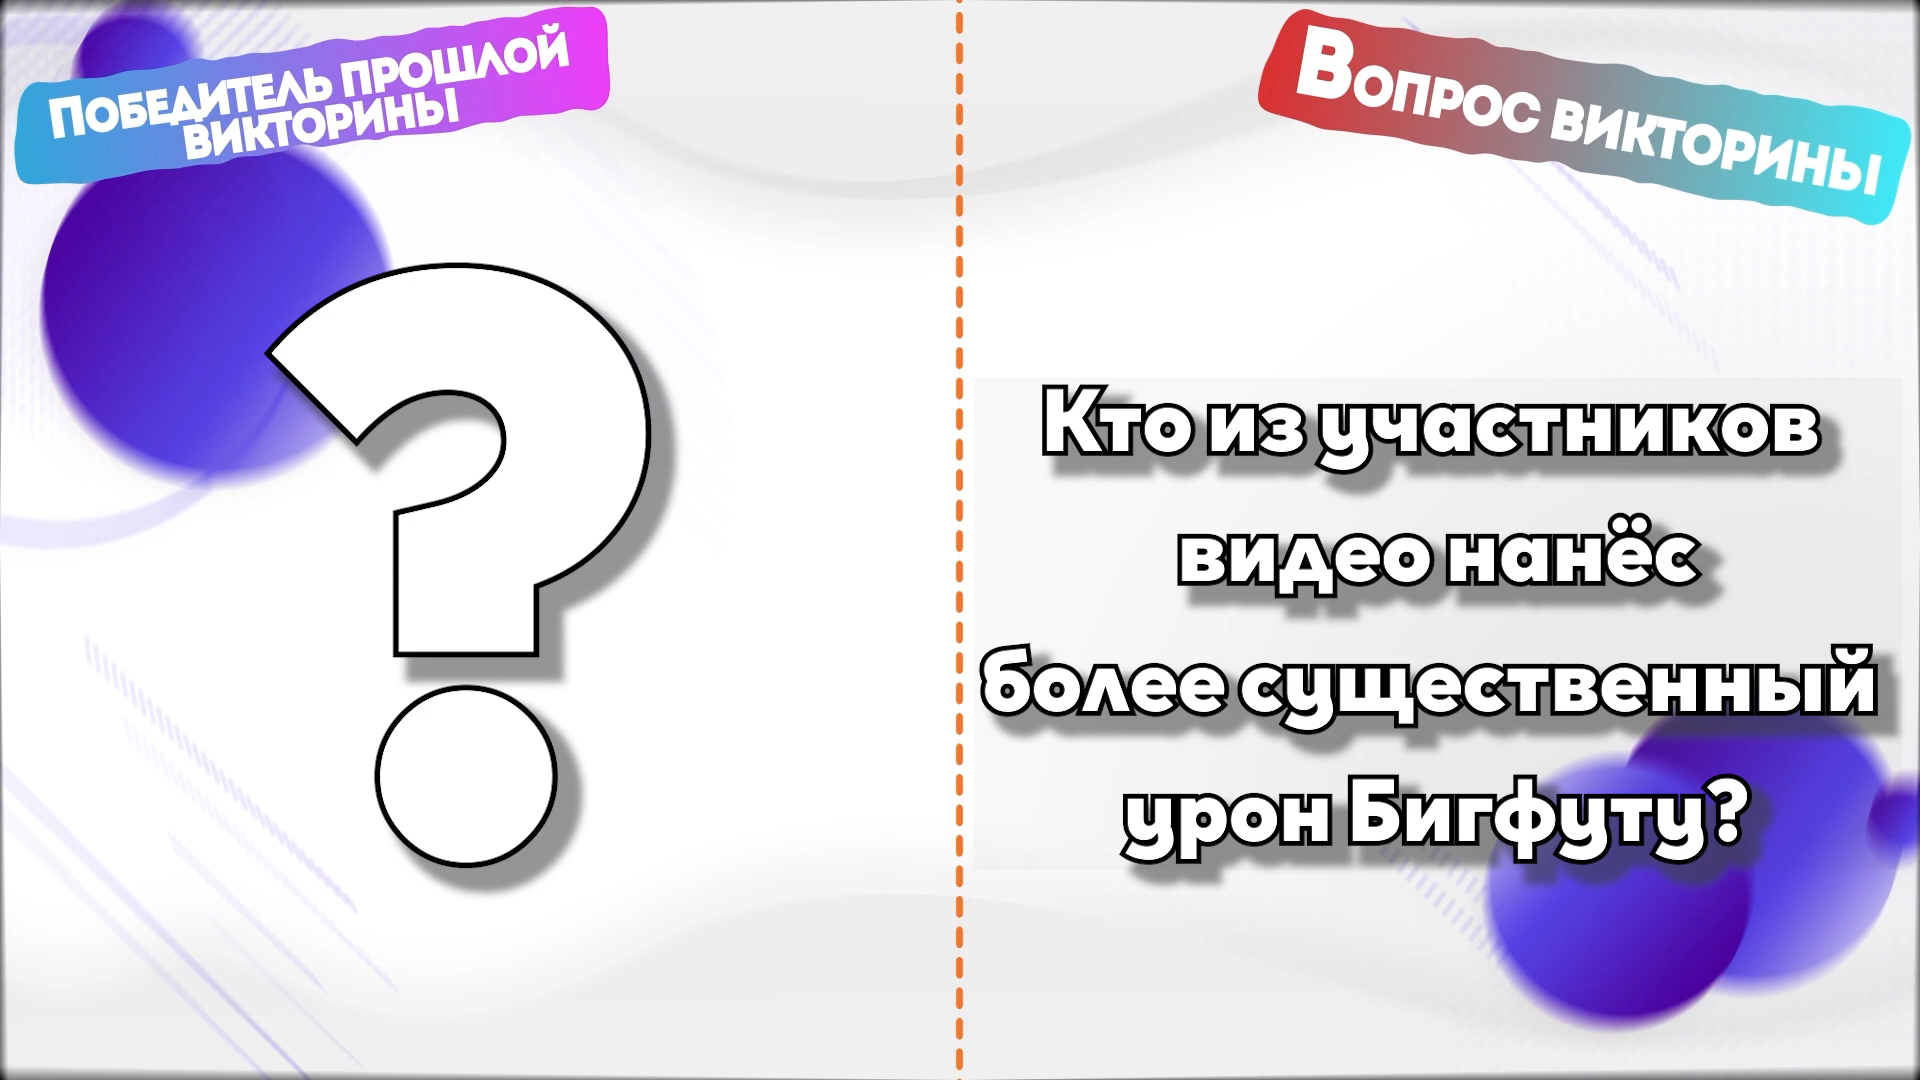 Победитель прошлой
викторины
?
Вопрос викторины
Кто из участников
видео нанёс
более существенный
урон Бигфуту?